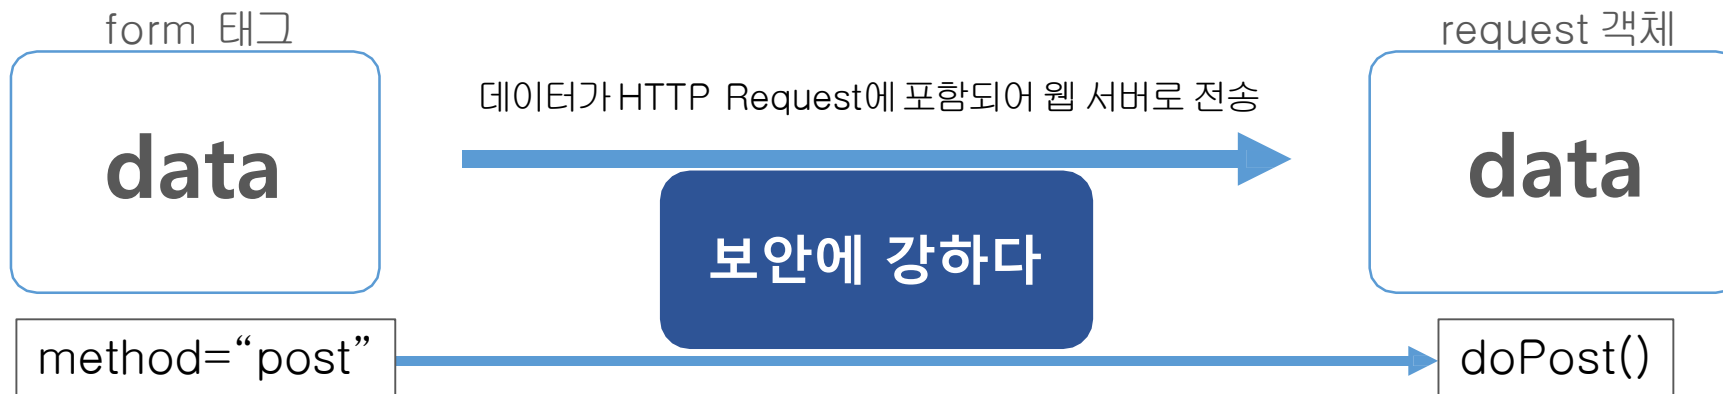 form 태그
request 객체
데이터가 HTTP Request에 포함되어 웹 서버로 전송
data
data
보안에 강하다
method=“post”
doPost()